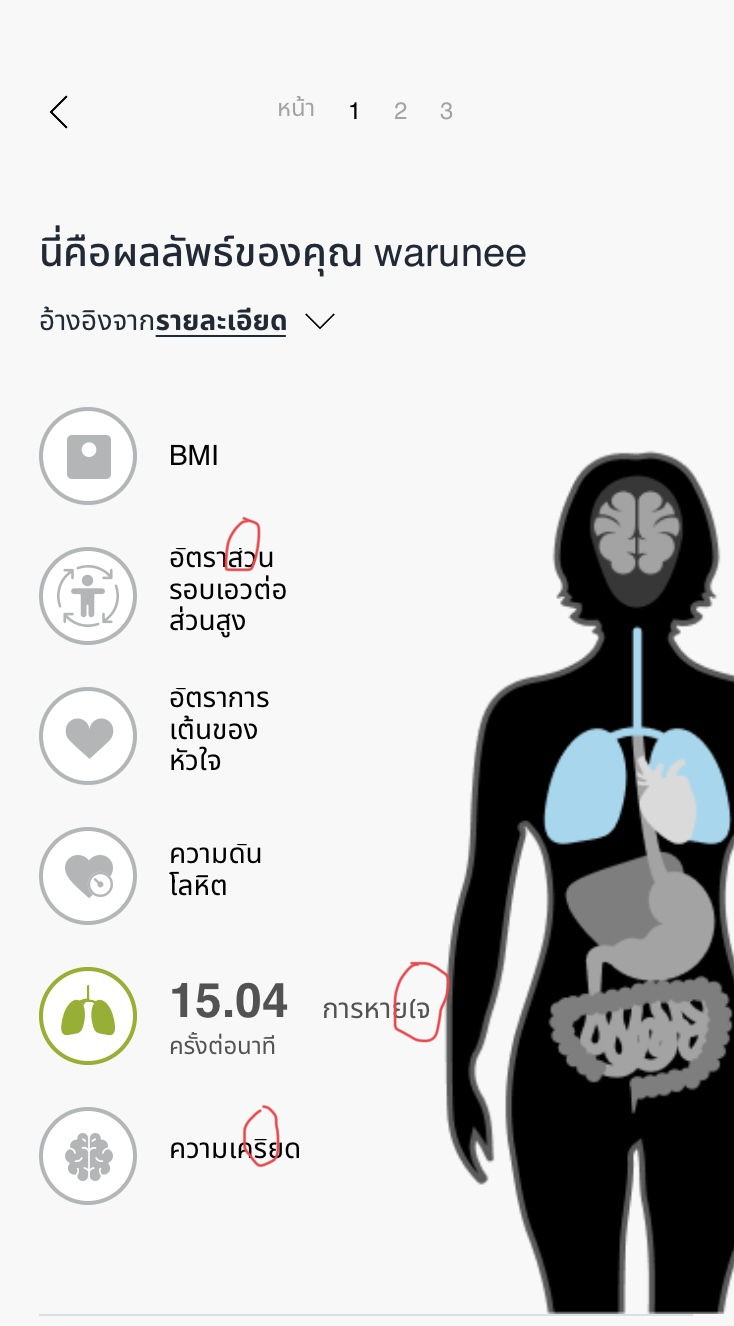 หน้า 1 2 3
นี่คือผลลัพธ์ของคุณ warunee
อ้างอิงจากรายละเอียด
BMI
อัตราส่วน
รอบเอวต่อ
ส่วนสูง
อัตราการ
เต้นของ
หัวใจ
ความดัน
โลหิต
15.04 การหายใจ
ครั้งต่อนาที
ความเครียด